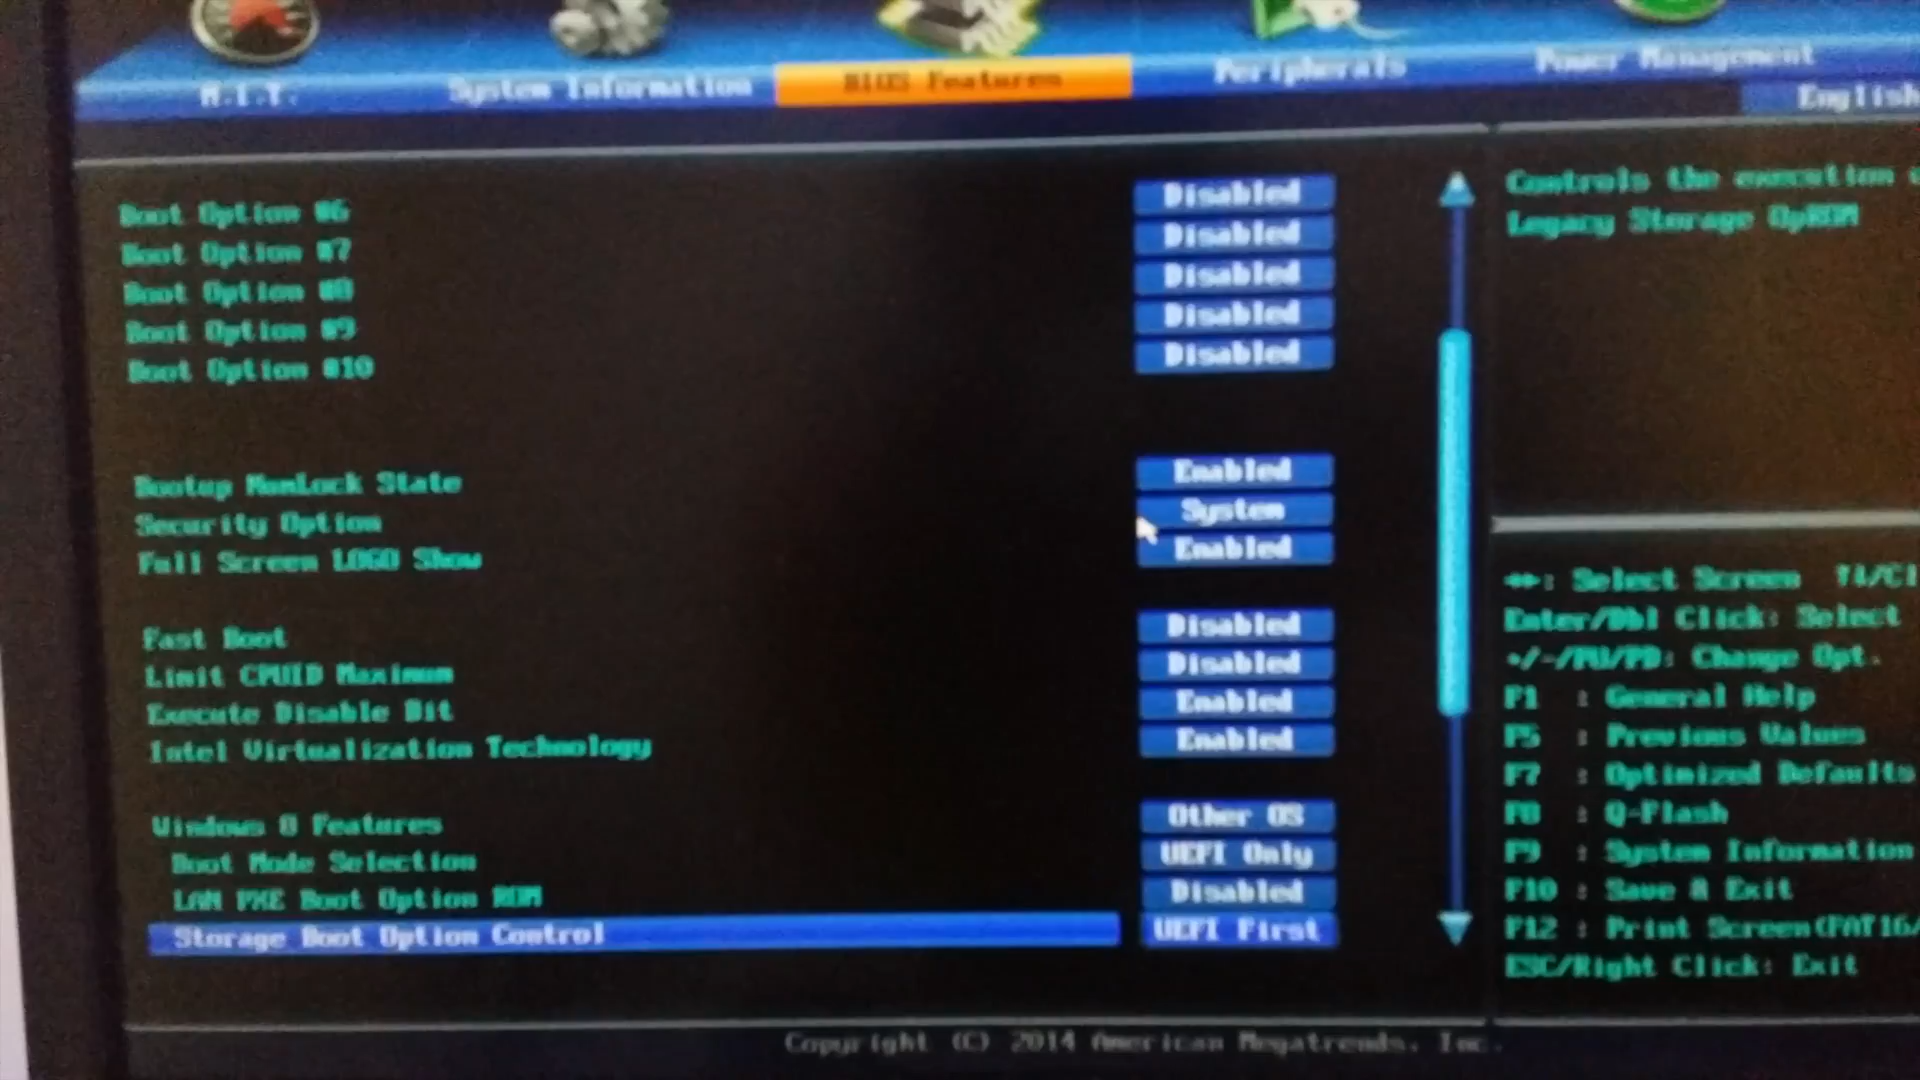 M.I.T. System Information BIOS Features Peripherals Power Management
English
Boot Option #6 Disabled
Boot Option #7 Disabled
Boot Option #8 Disabled
Boot Option #9 Disabled
Boot Option #10 Disabled
Bootup NumLock State Enabled
Security Option System
Full Screen LOGO Show Enabled
Fast Boot Disabled
Limit CPUID Maximum Disabled
Execute Disable Bit Enabled
Intel Virtualization Technology Enabled
Windows 8 Features Other OS
Boot Mode Selection UEFI Only
LAN PXE Boot Option ROM Disabled
Storage Boot Option Control UEFI First
Controls the execution
Legacy Storage OpROM
↔: Select Screen ↑↓/Cl
Enter/Dbl Click: Select
+/-/PU/PD: Change Opt.
F1 : General Help
F5 : Previous Values
F7 : Optimized Defaults
F8 : Q-Flash
F9 : System Information
F10 : Save & Exit
F12 : Print Screen(FAT16/
ESC/Right Click: Exit
Copyright (C) 2014 American Megatrends, Inc.